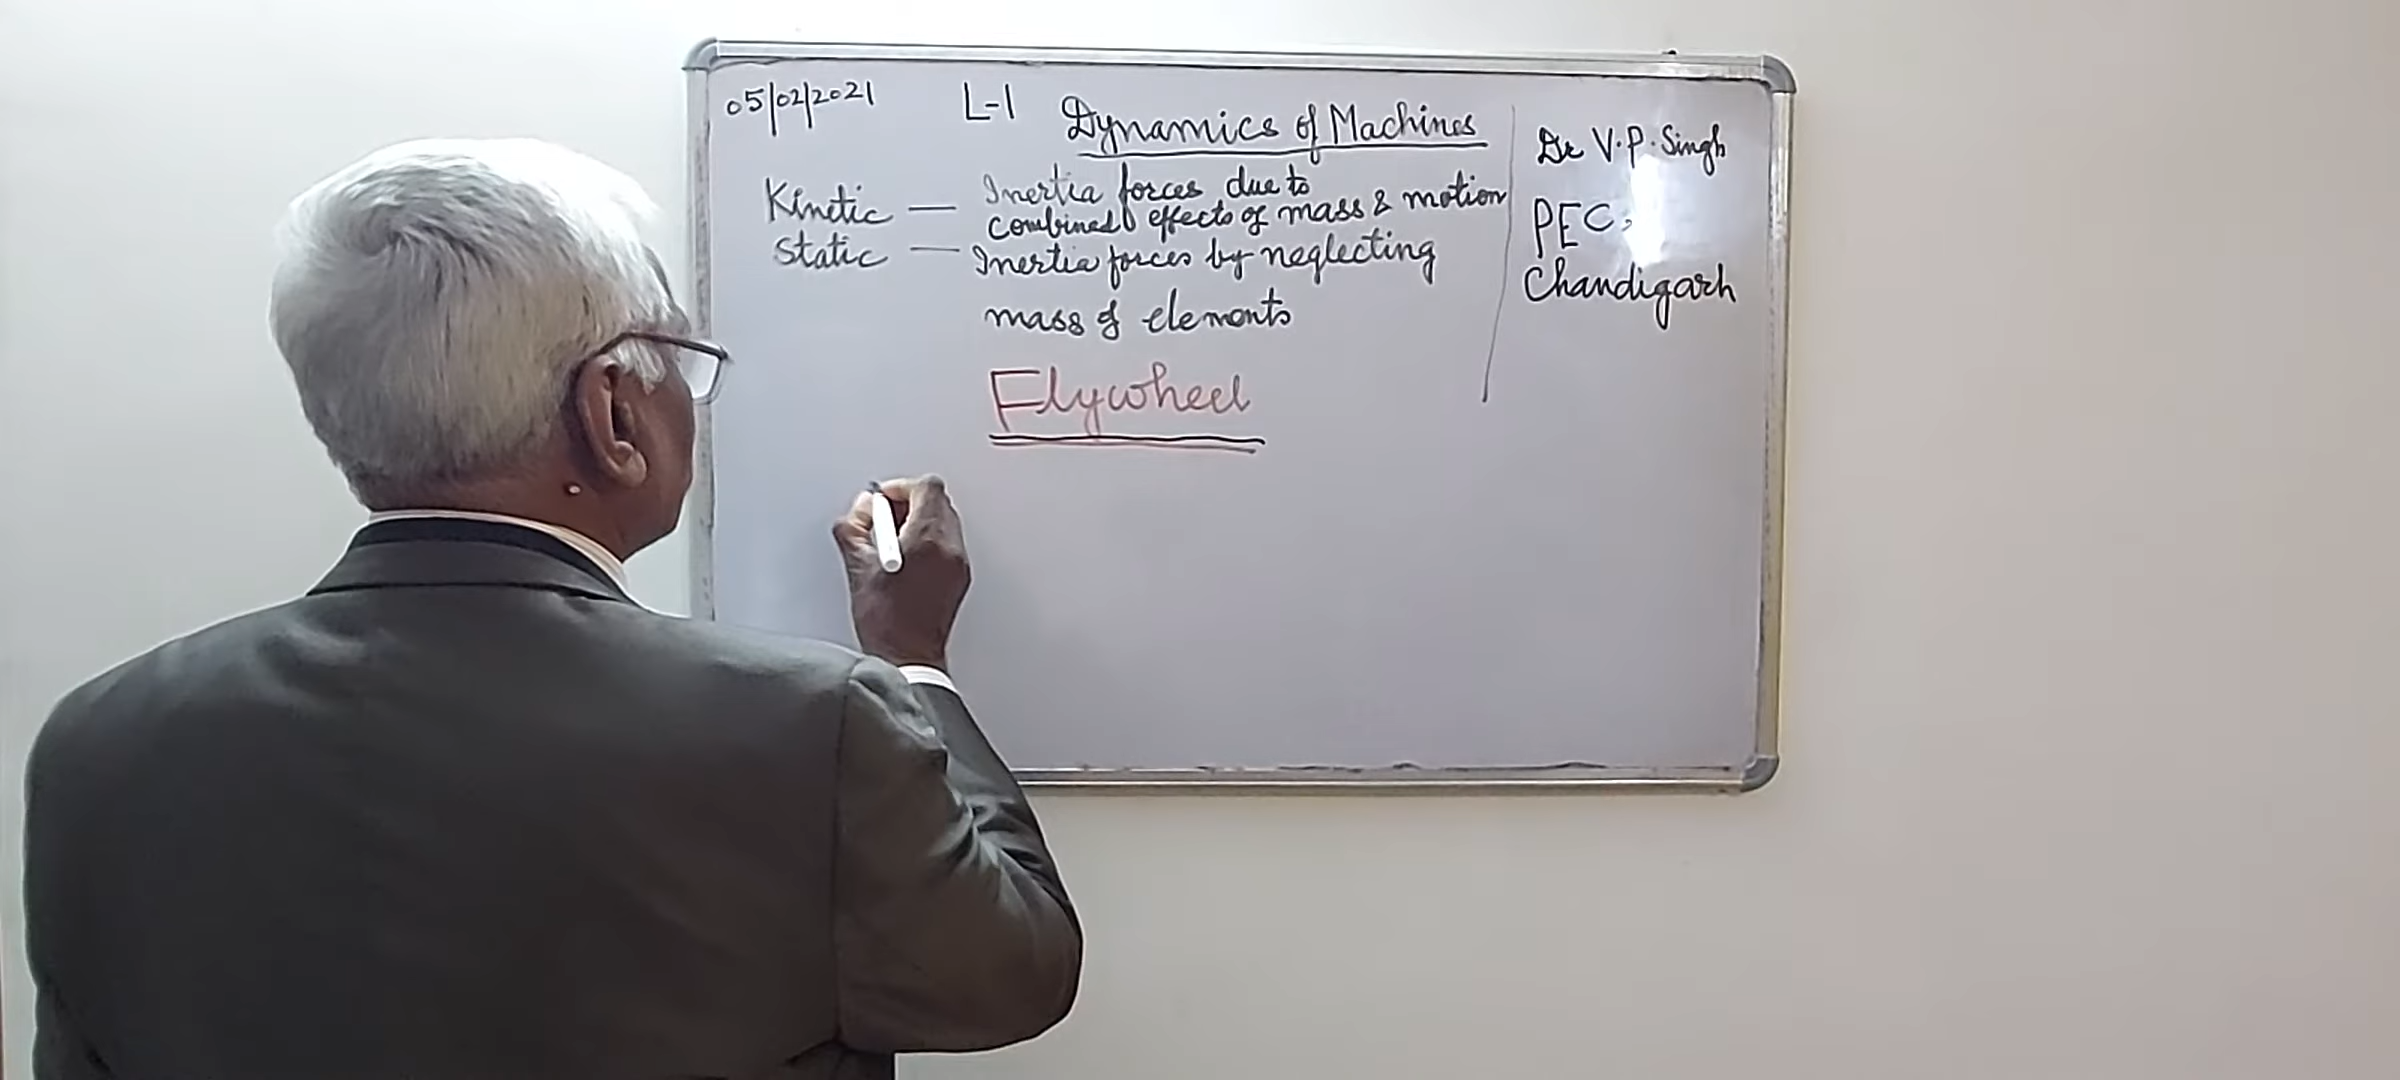 05/02/2021 L-1 Dynamics of Machines
Kinetic — Inertia forces due to
combined effects of mass & motion
Static — Inertia forces by neglecting
mass of elements
Flywheel
Dr V.P. Singh
PEC,
Chandigarh